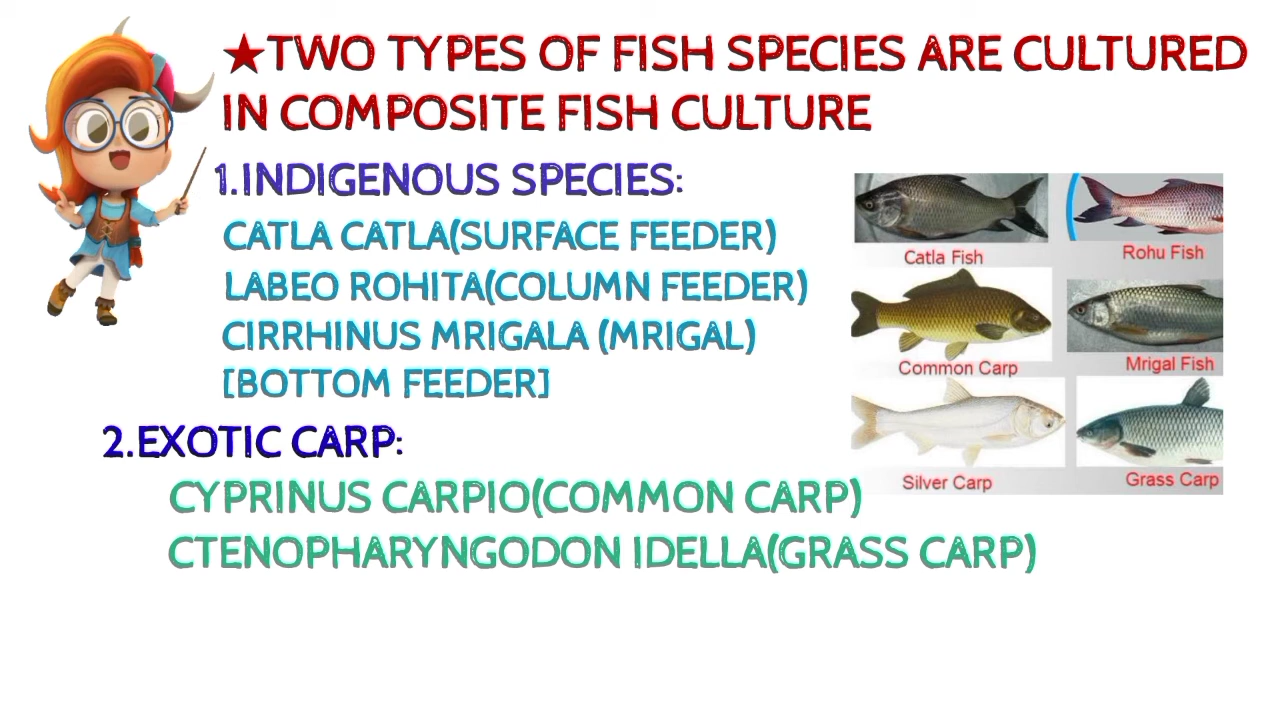 ★TWO TYPES OF FISH SPECIES ARE CULTURED
IN COMPOSITE FISH CULTURE
1.INDIGENOUS SPECIES:
CATLA CATLA(SURFACE FEEDER)
LABEO ROHITA(COLUMN FEEDER)
CIRRHINUS MRIGALA (MRIGAL)
[BOTTOM FEEDER]
2.EXOTIC CARP:
CYPRINUS CARPIO(COMMON CARP)
CTENOPHARYNGODON IDELLA(GRASS CARP)
Catla Fish
Rohu Fish
Common Carp
Mrigal Fish
Silver Carp
Grass Carp